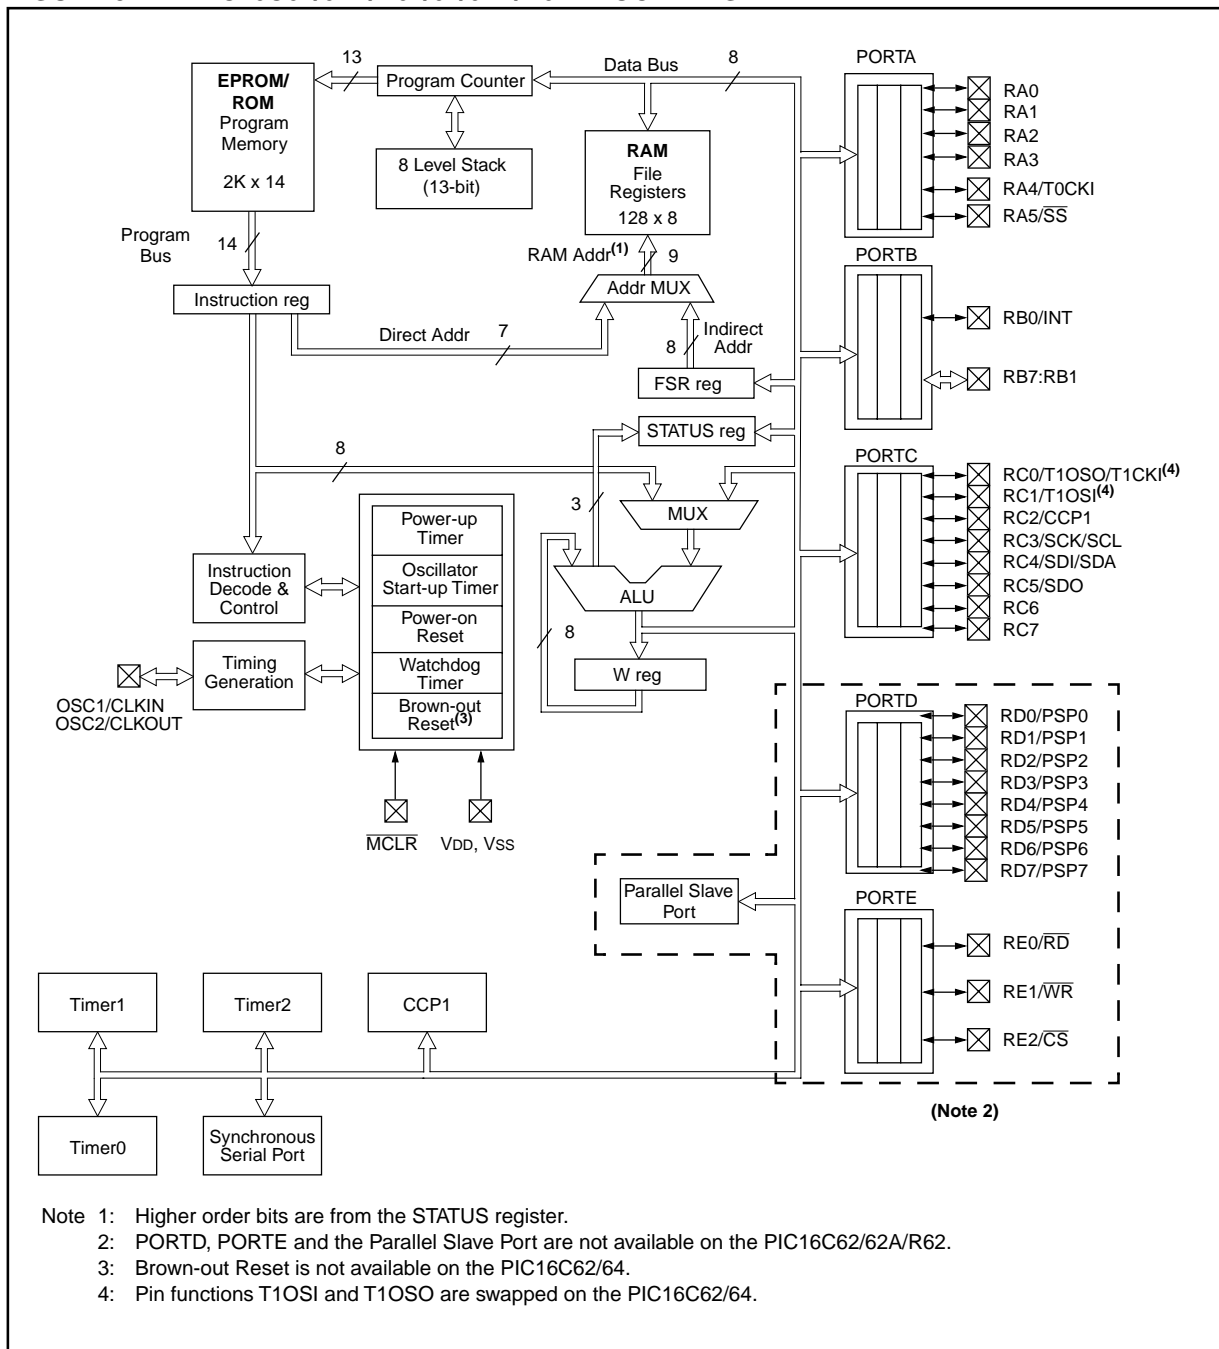 13
Data Bus
8
PORTA
EPROM/
ROM
Program
Memory
2K x 14
Program Counter
8 Level Stack
(13-bit)
RAM
File
Registers
128 x 8
RA0
RA1
RA2
RA3
RA4/T0CKI
RA5/SS
Program
Bus
14
RAM Addr(1)
9
PORTB
Instruction reg
Addr MUX
Direct Addr
7
8
Indirect
Addr
RB0/INT
RB7:RB1
FSR reg
STATUS reg
8
3
PORTC
MUX
RC0/T1OSO/T1CKI(4)
RC1/T1OSI(4)
RC2/CCP1
RC3/SCK/SCL
RC4/SDI/SDA
RC5/SDO
RC6
RC7
Power-up
Timer
Oscillator
Start-up Timer
Power-on
Reset
Watchdog
Timer
Brown-out
Reset(3)
Instruction
Decode &
Control
ALU
8
W reg
Timing
Generation
OSC1/CLKIN
OSC2/CLKOUT
MCLR
VDD, VSS
PORTD
RD0/PSP0
RD1/PSP1
RD2/PSP2
RD3/PSP3
RD4/PSP4
RD5/PSP5
RD6/PSP6
RD7/PSP7
Parallel Slave
Port
PORTE
RE0/RD
RE1/WR
RE2/CS
Timer1
Timer2
CCP1
(Note 2)
Timer0
Synchronous
Serial Port
Note 1: Higher order bits are from the STATUS register.
2: PORTD, PORTE and the Parallel Slave Port are not available on the PIC16C62/62A/R62.
3: Brown-out Reset is not available on the PIC16C62/64.
4: Pin functions T1OSI and T1OSO are swapped on the PIC16C62/64.